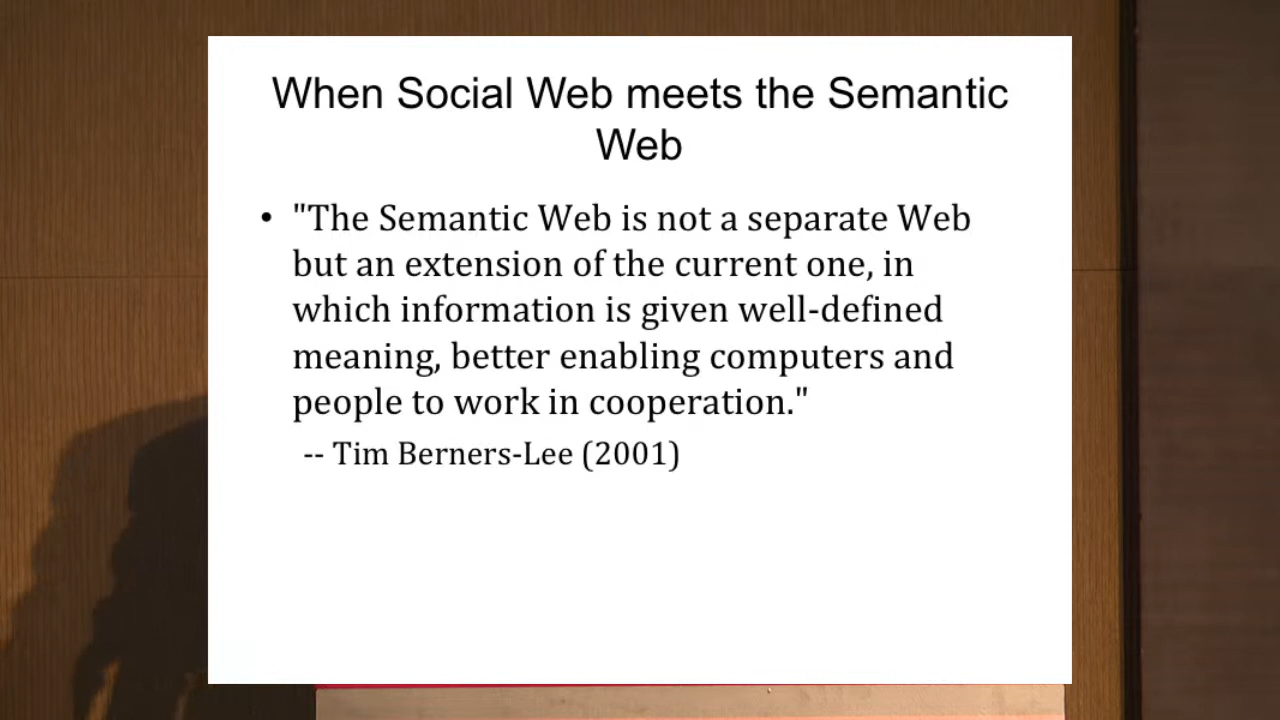 When Social Web meets the Semantic
Web
• "The Semantic Web is not a separate Web
but an extension of the current one, in
which information is given well-defined
meaning, better enabling computers and
people to work in cooperation."
-- Tim Berners-Lee (2001)